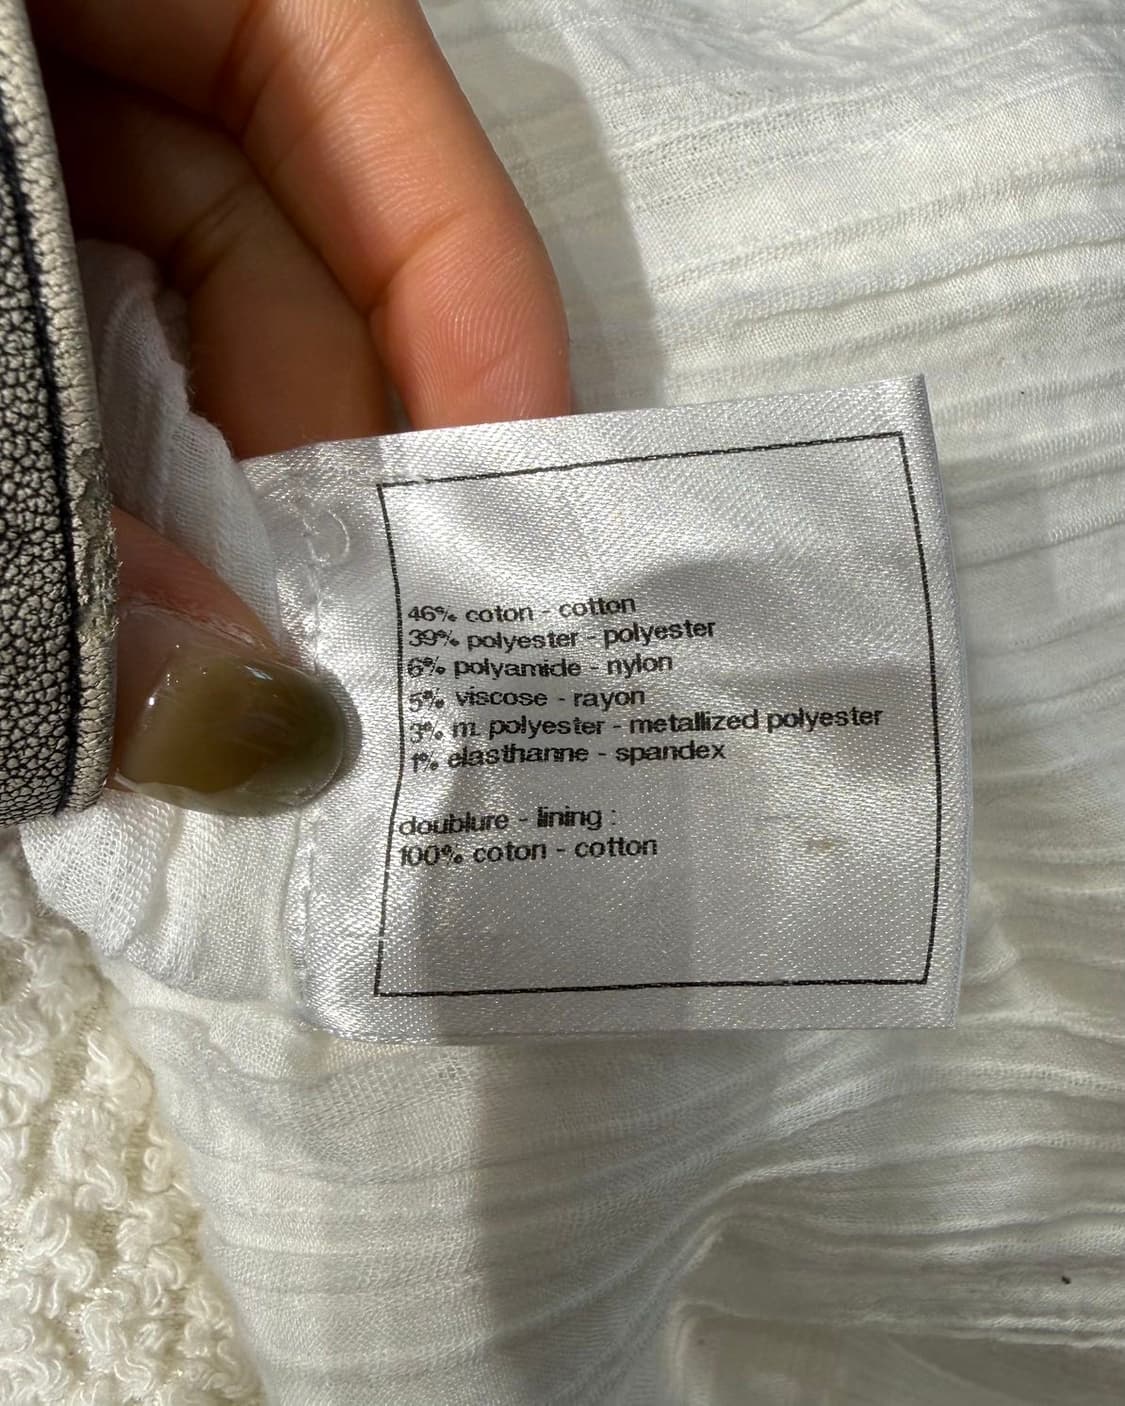 46% coton - cotton
39% polyester - polyester
6% polyamide - nylon
5% viscose - rayon
3% m. polyester - metallized polyester
1% elasthanne - spandex
doublure - lining :
100% coton - cotton